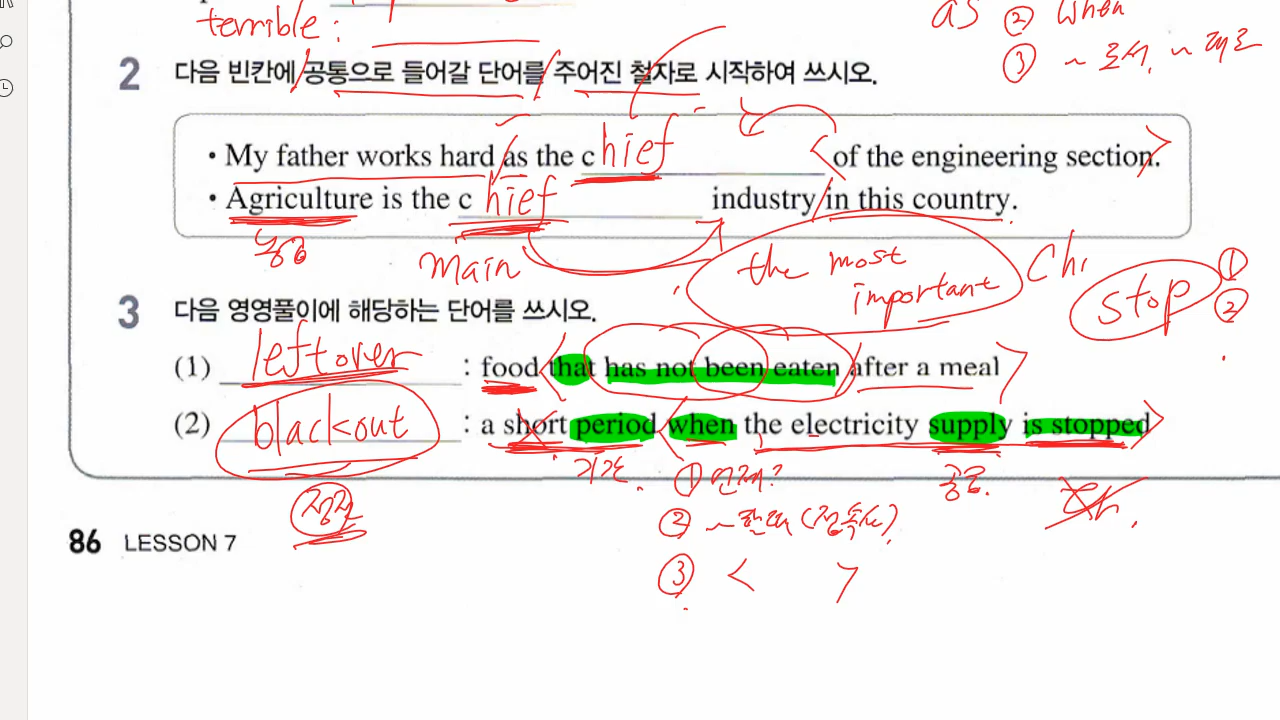 terrible :
as ② when
③ ~로서, ~대로
2 다음 빈칸에 공통으로 들어갈 단어를 주어진 철자로 시작하여 쓰시오.
• My father works hard as the chief of the engineering section.
• Agriculture is the chief industry in this country.
농업
main
the most important
Ch
stop ①
②
3 다음 영영풀이에 해당하는 단어를 쓰시오.
(1) leftover : food that has not been eaten after a meal
(2) blackout : a short period when the electricity supply is stopped
기간.
① 언제?
공급.
정전
② ~할 때 (접속사)
③ < >
86 LESSON 7